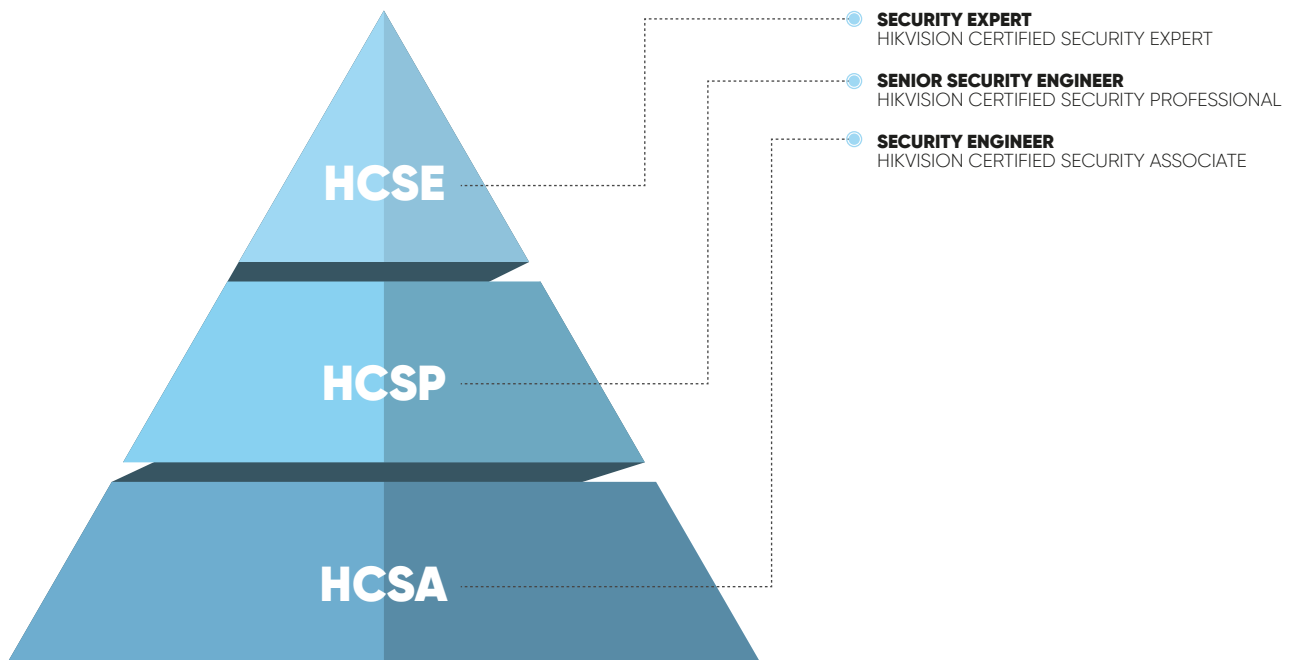 SECURITY EXPERT
HIKVISION CERTIFIED SECURITY EXPERT
SENIOR SECURITY ENGINEER
HIKVISION CERTIFIED SECURITY PROFESSIONAL
SECURITY ENGINEER
HIKVISION CERTIFIED SECURITY ASSOCIATE
HCSE
HCSP
HCSA